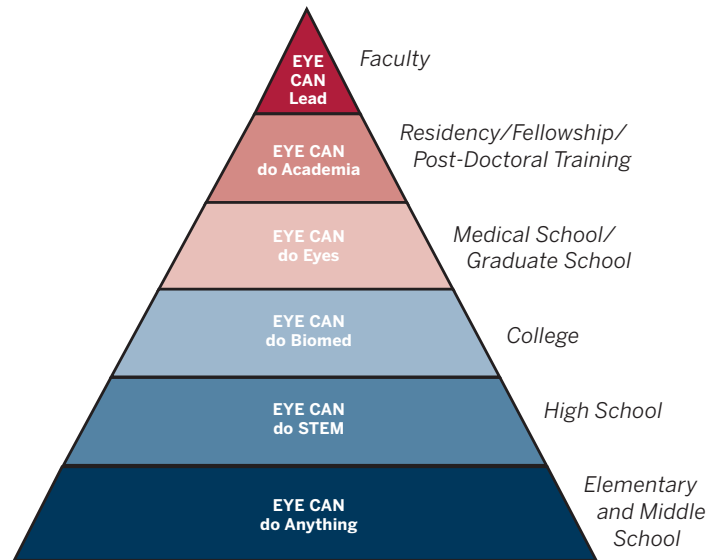 EYE
CAN
Lead
Faculty
EYE CAN
do Academia
Residency/Fellowship/
Post-Doctoral Training
EYE CAN
do Eyes
Medical School/
Graduate School
EYE CAN
do Biomed
College
EYE CAN
do STEM
High School
EYE CAN
do Anything
Elementary
and Middle
School